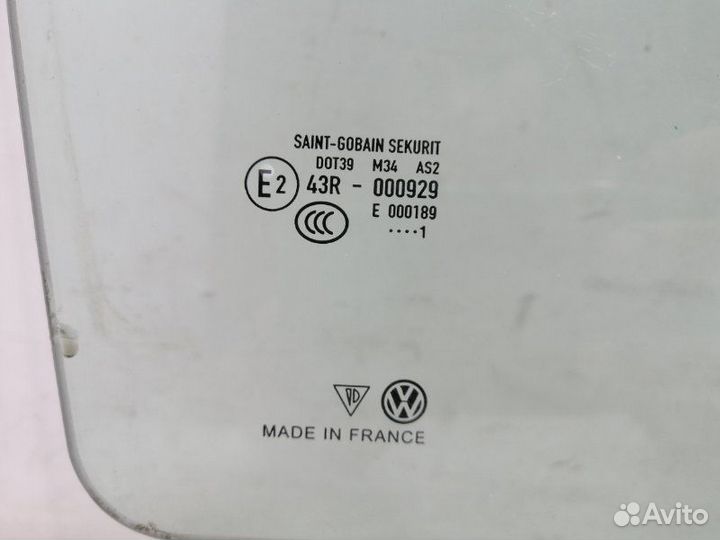 SAINT-GOBAIN SEKURIT
DOT39 M34 AS2
E2 43R - 000929
E 000189
CCC ····1
MADE IN FRANCE
Avito